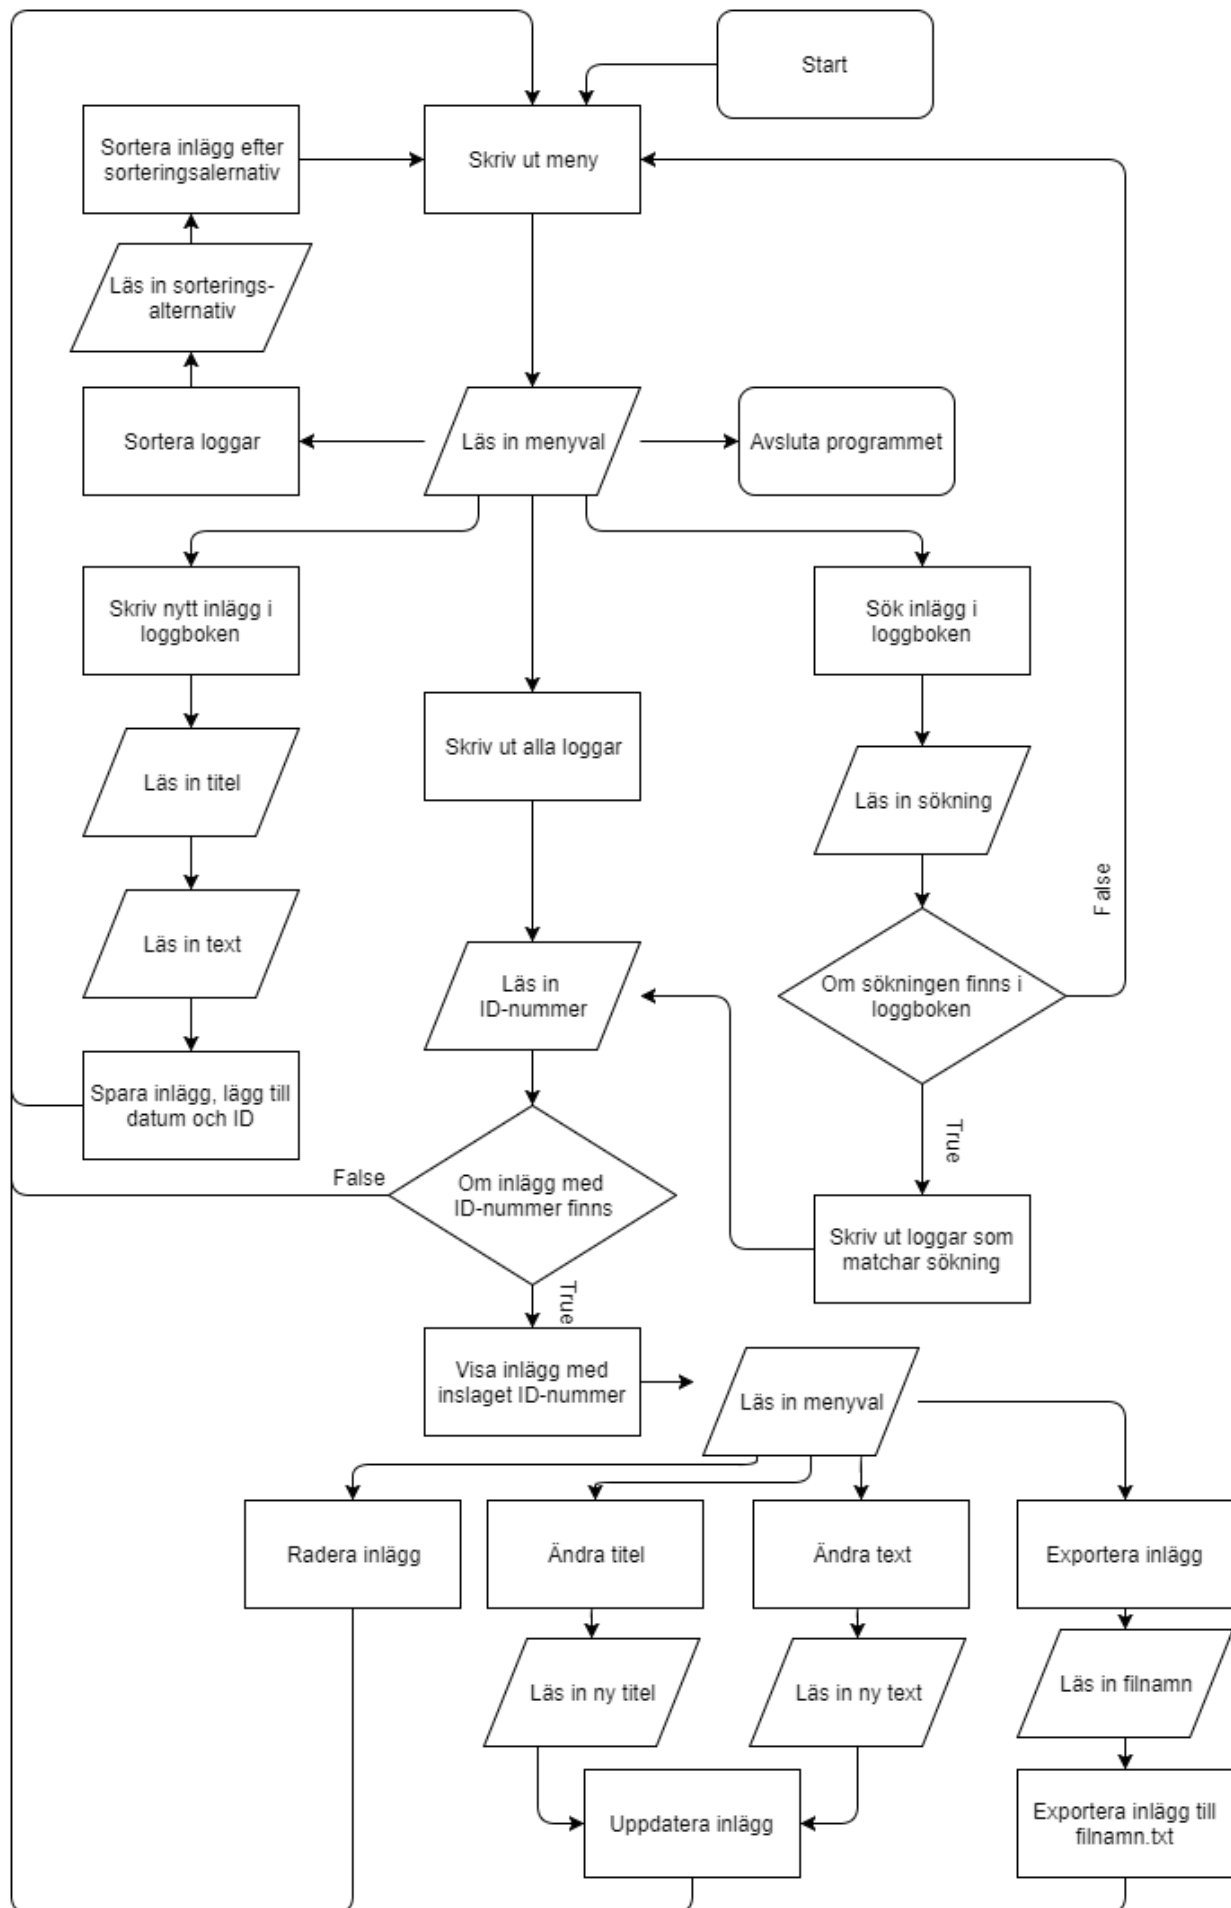 Start
Sortera inlägg efter
sorteringsalernativ
Skriv ut meny
Läs in sorterings-
alternativ
Sortera loggar
Läs in menyval
Avsluta programmet
Skriv nytt inlägg i
loggboken
Sök inlägg i
loggboken
Skriv ut alla loggar
Läs in titel
Läs in sökning
False
Läs in text
Läs in
ID-nummer
Om sökningen finns i
loggboken
Spara inlägg, lägg till
datum och ID
True
False
Om inlägg med
ID-nummer finns
Skriv ut loggar som
matchar sökning
True
Visa inlägg med
inslaget ID-nummer
Läs in menyval
Radera inlägg
Ändra titel
Ändra text
Exportera inlägg
Läs in ny titel
Läs in ny text
Läs in filnamn
Uppdatera inlägg
Exportera inlägg till
filnamn.txt